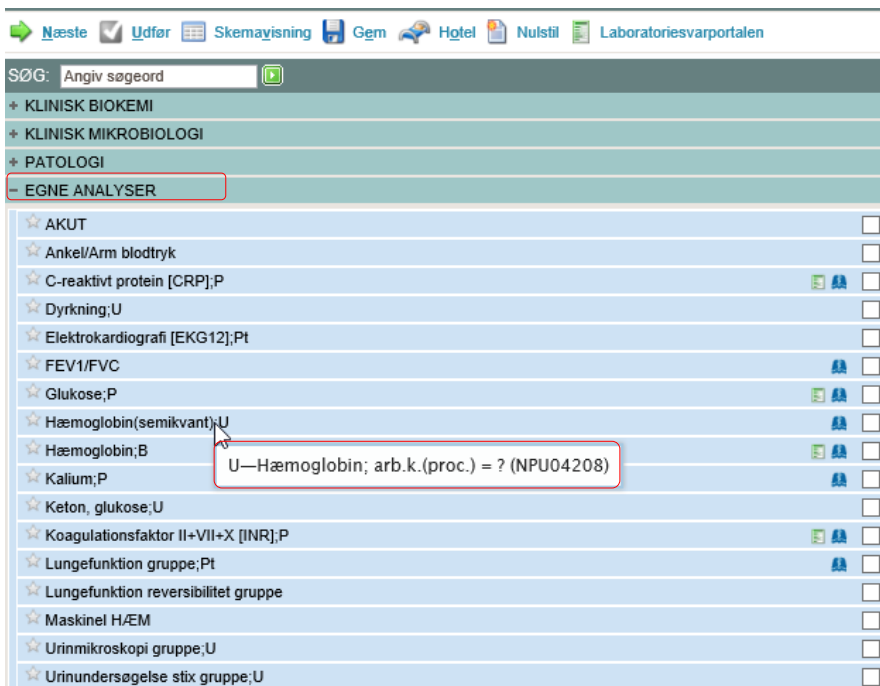 Næste Udfør Skemavisning Gem Hotel Nulstil Laboratoriesvarportalen
SØG: Angiv søgeord
+ KLINISK BIOKEMI
+ KLINISK MIKROBIOLOGI
+ PATOLOGI
− EGNE ANALYSER
AKUT
Ankel/Arm blodtryk
C-reaktivt protein [CRP];P
Dyrkning;U
Elektrokardiografi [EKG12];Pt
FEV1/FVC
Glukose;P
Hæmoglobin(semikvant);U
Hæmoglobin;B
U—Hæmoglobin; arb.k.(proc.) = ? (NPU04208)
Kalium;P
Keton, glukose;U
Koagulationsfaktor II+VII+X [INR];P
Lungefunktion gruppe;Pt
Lungefunktion reversibilitet gruppe
Maskinel HÆM
Urinmikroskopi gruppe;U
Urinundersøgelse stix gruppe;U